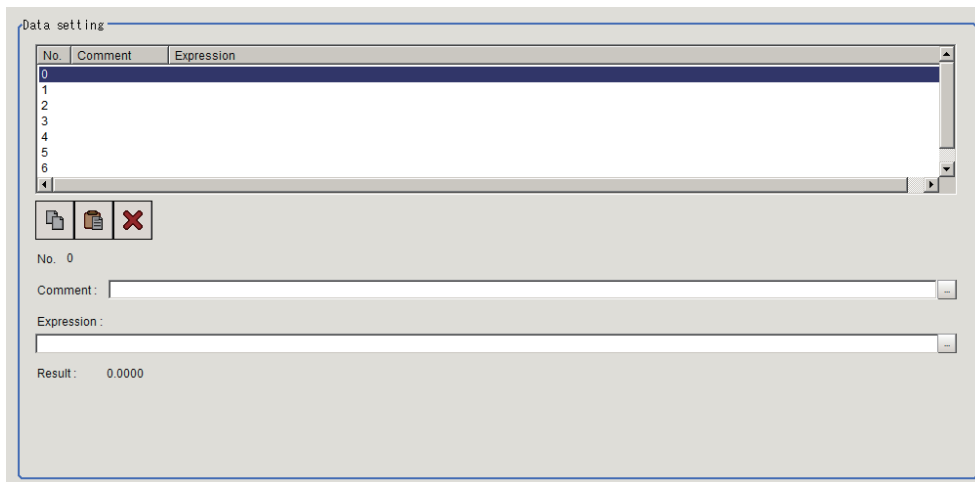 Data setting
No. Comment Expression
0
1
2
3
4
5
6
No. 0
Comment : ...
Expression :
...
Result : 0.0000